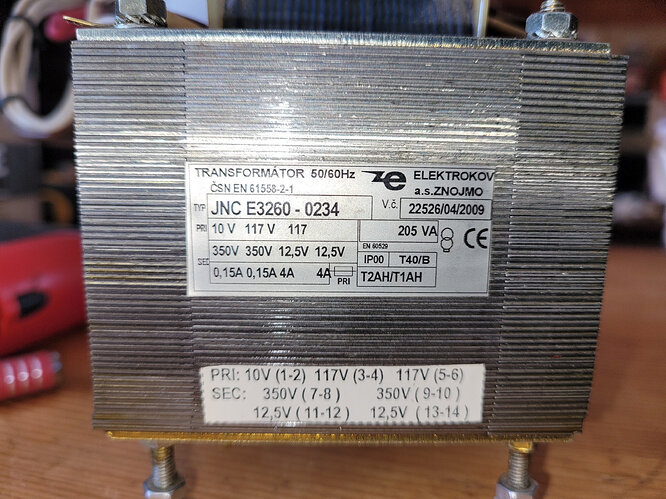 TRANSFORMÁTOR 50/60Hz
ČSN EN 61558-2-1
ze ELEKTROKOV
a.s.ZNOJMO
TYP JNC E3260 - 0234
V.č. 22526/04/2009
PRI 10 V 117 V 117
205 VA
SEC 350V 350V 12,5V 12,5V
EN 60529
IP00 T40/B
0,15A 0,15A 4A 4A
PRI T2AH/T1AH
CE
PRI: 10V (1-2) 117V (3-4) 117V (5-6)
SEC: 350V ( 7-8 ) 350V ( 9-10 )
12,5V ( 11-12 ) 12,5V ( 13-14 )